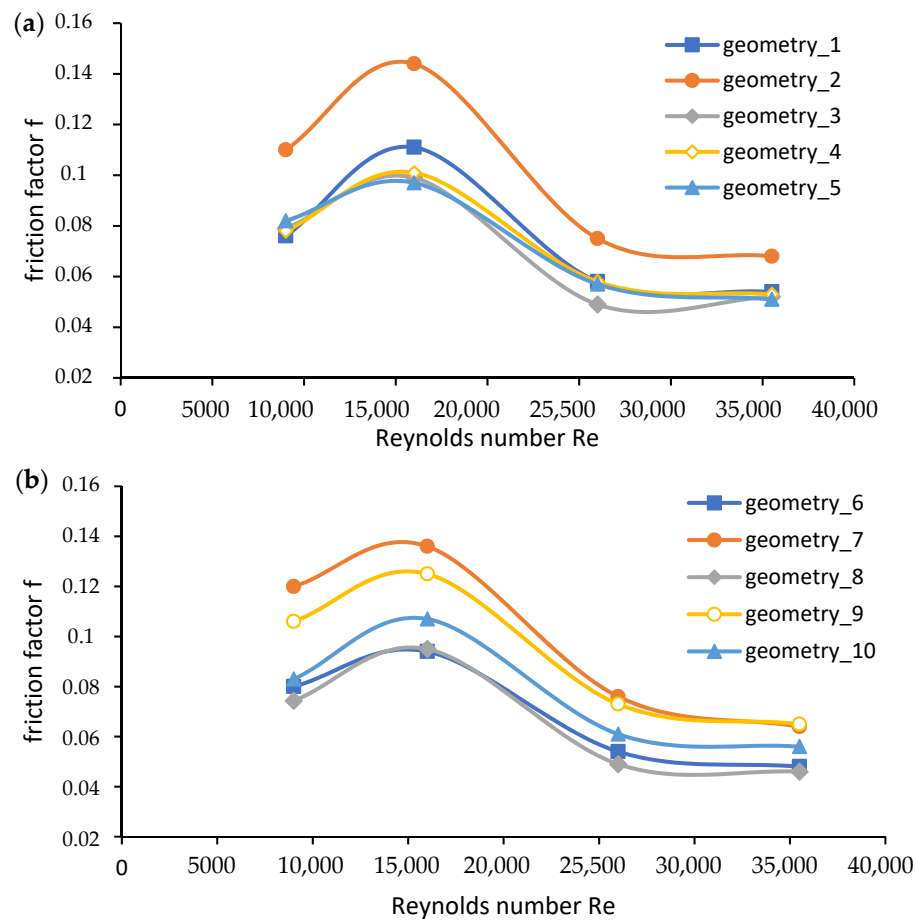 (a)
0.16
0.14
0.12
0.1
0.08
0.06
0.04
0.02
friction factor f
geometry_1
geometry_2
geometry_3
geometry_4
geometry_5
0 5000 10,000 15,000 20,000 25,500 30,000 35,000 40,000
Reynolds number Re
(b)
0.16
0.14
0.12
0.1
0.08
0.06
0.04
0.02
friction factor f
geometry_6
geometry_7
geometry_8
geometry_9
geometry_10
0 5000 10,000 15,000 20,000 25,500 30,000 35,000 40,000
Reynolds number Re